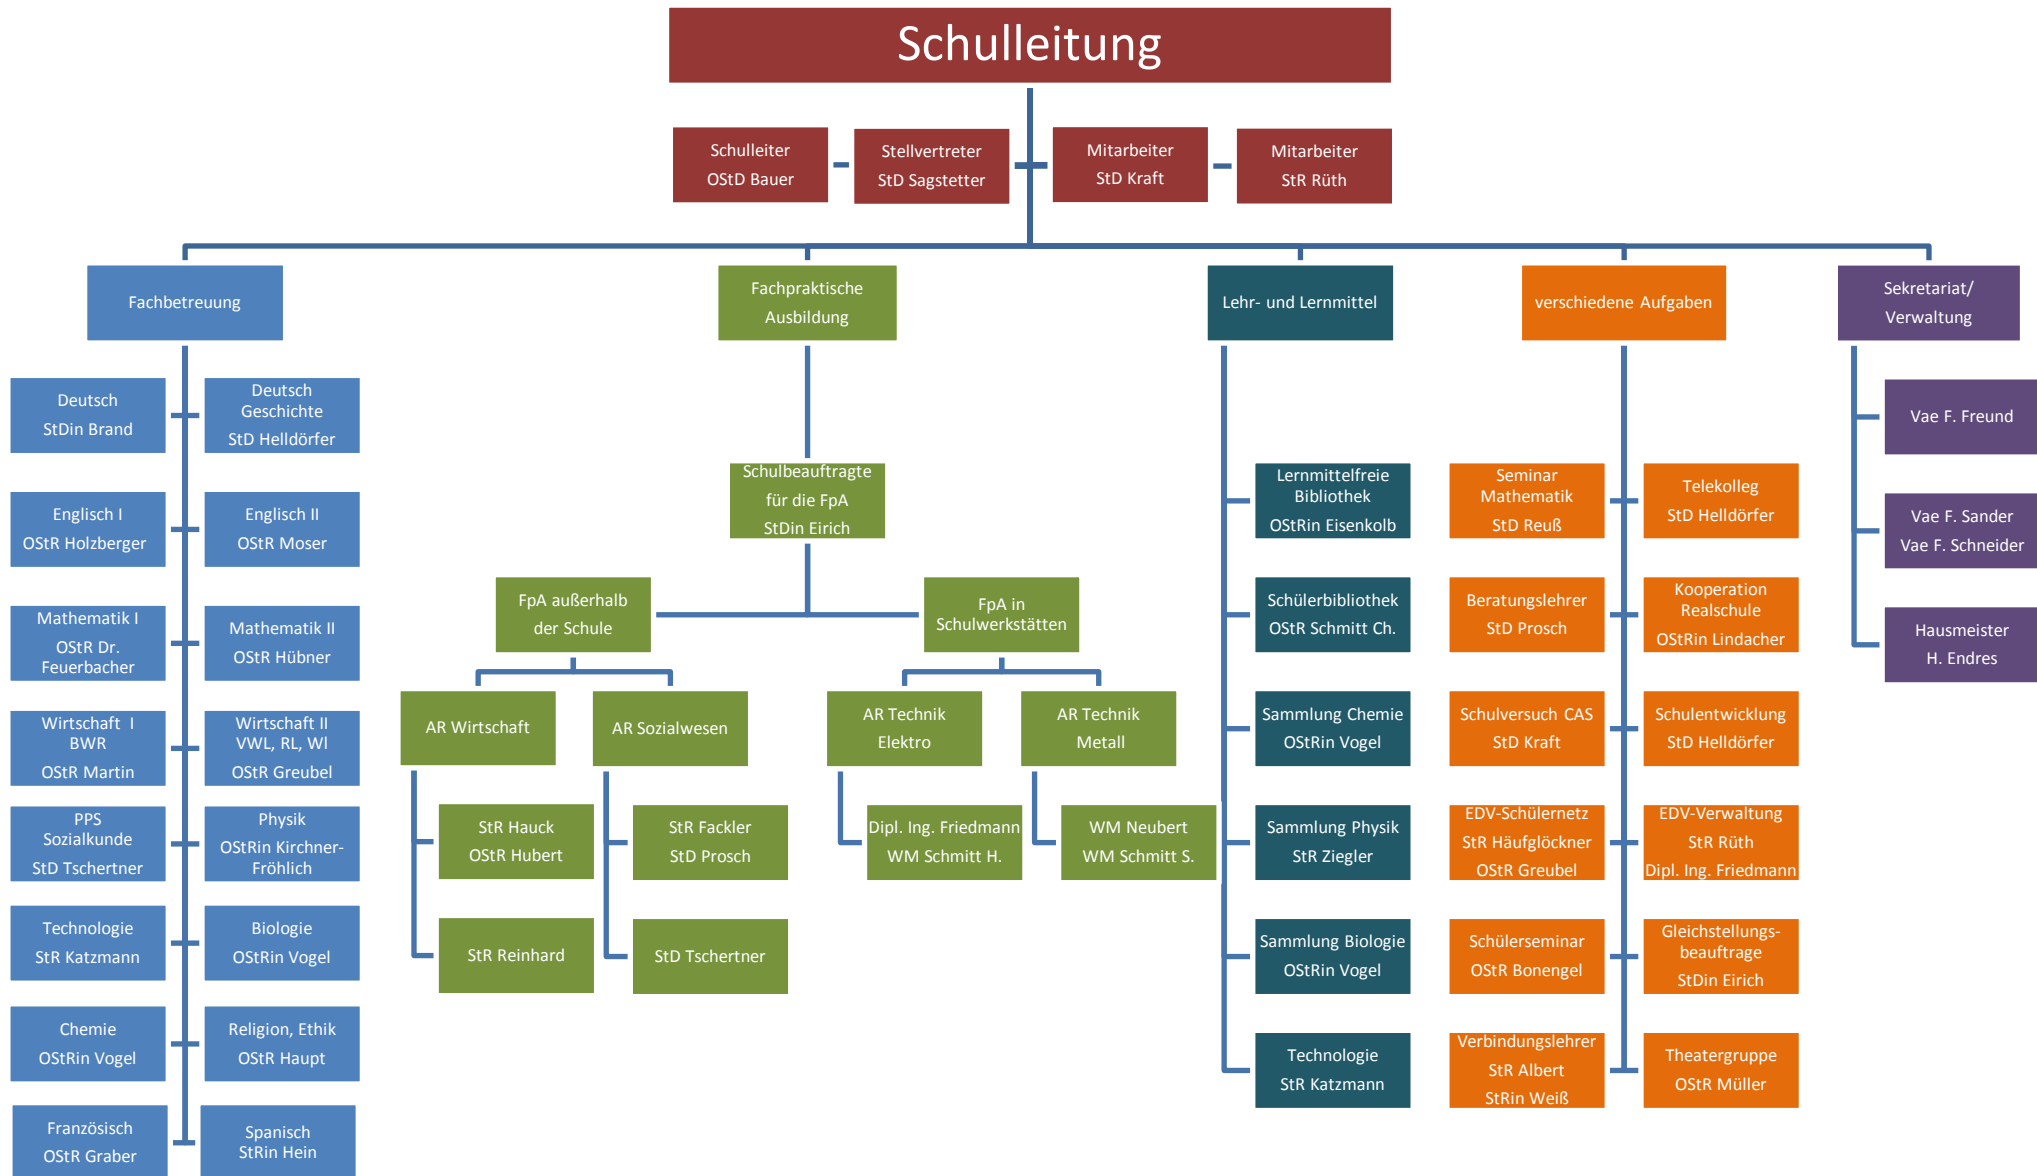 Schulleitung
Schulleiter
OStD Bauer
Stellvertreter
StD Sagstetter
Mitarbeiter
StD Kraft
Mitarbeiter
StR Rüth
Fachbetreuung
Deutsch
StDin Brand
Deutsch
Geschichte
StD Helldörfer
Englisch I
OStR Holzberger
Englisch II
OStR Moser
Mathematik I
OStR Dr.
Feuerbacher
Mathematik II
OStR Hübner
Wirtschaft I
BWR
OStR Martin
Wirtschaft II
VWL, RL, WI
OStR Greubel
PPS
Sozialkunde
StD Tschertner
Physik
OStRin Kirchner-
Fröhlich
Technologie
StR Katzmann
Biologie
OStRin Vogel
Chemie
OStRin Vogel
Religion, Ethik
OStR Haupt
Französisch
OStR Graber
Spanisch
StRin Hein
Fachpraktische
Ausbildung
Schulbeauftragte
für die FpA
StDin Eirich
FpA außerhalb
der Schule
FpA in
Schulwerkstätten
AR Wirtschaft
StR Hauck
OStR Hubert
StR Reinhard
AR Sozialwesen
StR Fackler
StD Prosch
StD Tschertner
AR Technik
Elektro
Dipl. Ing. Friedmann
WM Schmitt H.
AR Technik
Metall
WM Neubert
WM Schmitt S.
Lehr- und Lernmittel
Lernmittelfreie
Bibliothek
OStRin Eisenkolb
Schülerbibliothek
OStR Schmitt Ch.
Sammlung Chemie
OStRin Vogel
Sammlung Physik
StR Ziegler
Sammlung Biologie
OStRin Vogel
Technologie
StR Katzmann
verschiedene Aufgaben
Seminar
Mathematik
StD Reuß
Telekolleg
StD Helldörfer
Beratungslehrer
StD Prosch
Kooperation
Realschule
OStRin Lindacher
Schulversuch CAS
StD Kraft
Schulentwicklung
StD Helldörfer
EDV-Schülernetz
StR Häufglöckner
OStR Greubel
EDV-Verwaltung
StR Rüth
Dipl. Ing. Friedmann
Schülerseminar
OStR Bonengel
Gleichstellungs-
beauftrage
StDin Eirich
Verbindungslehrer
StR Albert
StRin Weiß
Theatergruppe
OStR Müller
Sekretariat/
Verwaltung
Vae F. Freund
Vae F. Sander
Vae F. Schneider
Hausmeister
H. Endres